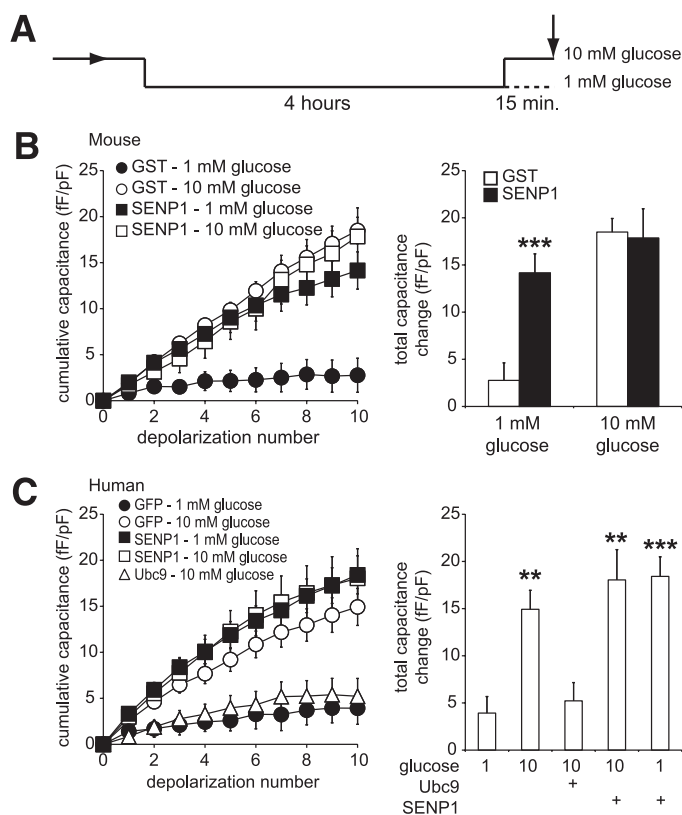 A
10 mM glucose
1 mM glucose
4 hours
15 min.
B
Mouse
GST - 1 mM glucose
GST - 10 mM glucose
SENP1 - 1 mM glucose
SENP1 - 10 mM glucose
cumulative capacitance (fF/pF)
25
20
15
10
5
0
0 2 4 6 8 10
depolarization number
GST
SENP1
total capacitance
change (fF/pF)
25
20
15
10
5
0
***
1 mM
glucose
10 mM
glucose
C
Human
GFP - 1 mM glucose
GFP - 10 mM glucose
SENP1 - 1 mM glucose
SENP1 - 10 mM glucose
Ubc9 - 10 mM glucose
cumulative capacitance (fF/pF)
25
20
15
10
5
0
0 2 4 6 8 10
depolarization number
total capacitance
change (fF/pF)
25
20
15
10
5
0
**
**
***
glucose 1 10 10 10 1
Ubc9 +
SENP1 + +